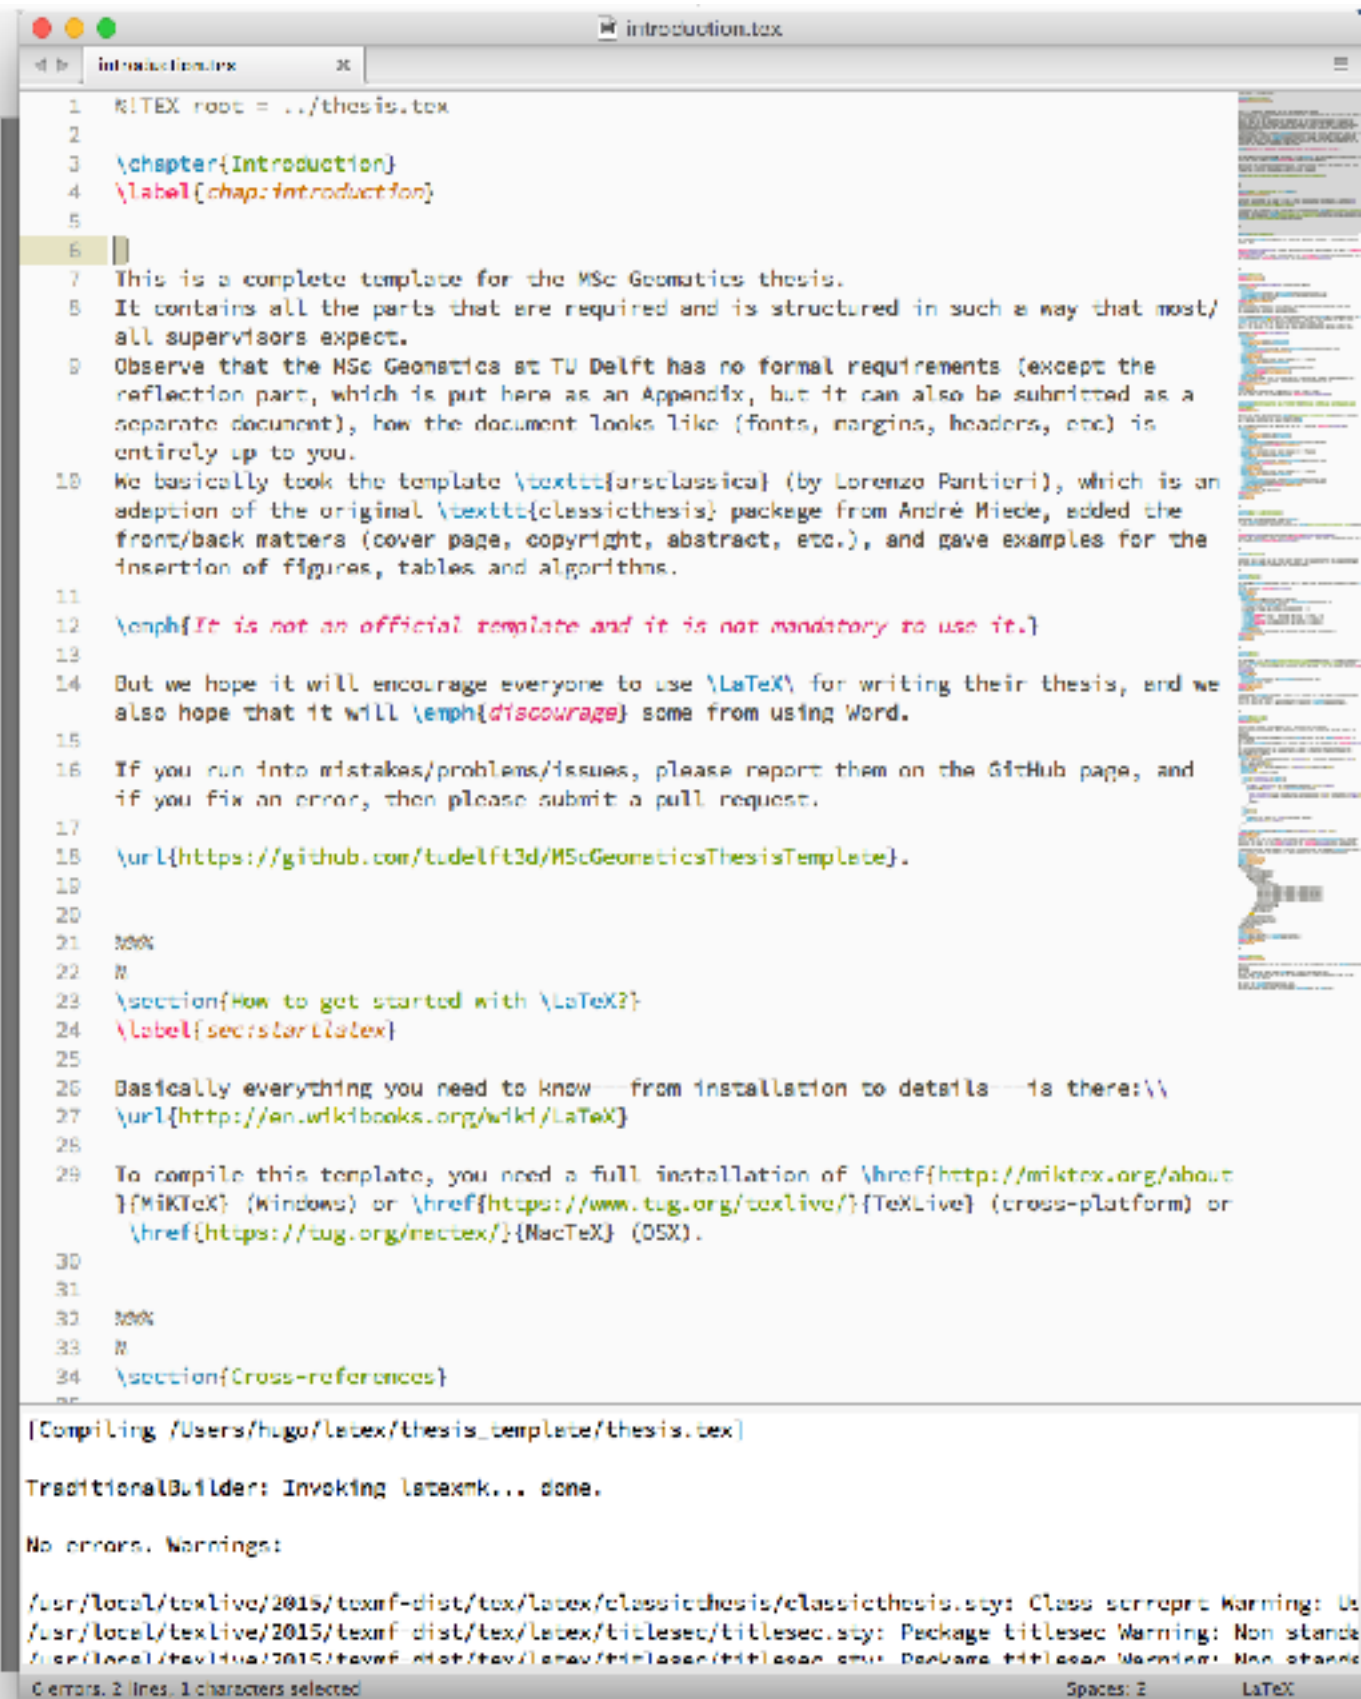 introduction.tex
introduction.tex
1 %!TEX root = ../thesis.tex
2
3 \chapter{Introduction}
4 \label{chap:introduction}
5
6
7 This is a complete template for the MSc Geomatics thesis.
8 It contains all the parts that are required and is structured in such a way that most/
all supervisors expect.
9 Observe that the MSc Geomatics at TU Delft has no formal requirements (except the
reflection part, which is put here as an Appendix, but it can also be submitted as a
separate document), how the document looks like (fonts, margins, headers, etc) is
entirely up to you.
10 We basically took the template \texttt{arsclassica} (by Lorenzo Pantieri), which is an
adaption of the original \texttt{classicthesis} package from André Miede, added the
front/back matters (cover page, copyright, abstract, etc.), and gave examples for the
insertion of figures, tables and algorithms.
11
12 \emph{It is not an official template and it is not mandatory to use it.}
13
14 But we hope it will encourage everyone to use \LaTeX\ for writing their thesis, and we
also hope that it will \emph{discourage} some from using Word.
15
16 If you run into mistakes/problems/issues, please report them on the GitHub page, and
if you fix an error, then please submit a pull request.
17
18 \url{https://github.com/tudelft3d/MScGeomaticsThesisTemplate}.
19
20
21 %%%
22 %
23 \section{How to get started with \LaTeX?}
24 \label{sec:startlatex}
25
26 Basically everything you need to know---from installation to details---is there:\\
27 \url{http://en.wikibooks.org/wiki/LaTeX}
28
29 To compile this template, you need a full installation of \href{http://miktex.org/about
}{MiKTeX} (Windows) or \href{https://www.tug.org/texlive/}{TeXLive} (cross-platform) or
\href{https://tug.org/mactex/}{MacTeX} (OSX).
30
31
32 %%%
33 %
34 \section{Cross-references}
[Compiling /Users/hugo/latex/thesis_template/thesis.tex]
TraditionalBuilder: Invoking latexmk... done.
No errors. Warnings:
/usr/local/texlive/2015/texmf-dist/tex/latex/classicthesis/classicthesis.sty: Class scrreprt Warning: Us
/usr/local/texlive/2015/texmf-dist/tex/latex/titlesec/titlesec.sty: Package titlesec Warning: Non standa
/usr/local/texlive/2015/texmf-dist/tex/latex/titlesec/titlesec.sty: Package titlesec Warning: Non standa
0 errors, 2 lines, 1 characters selected
Spaces: 2
LaTeX